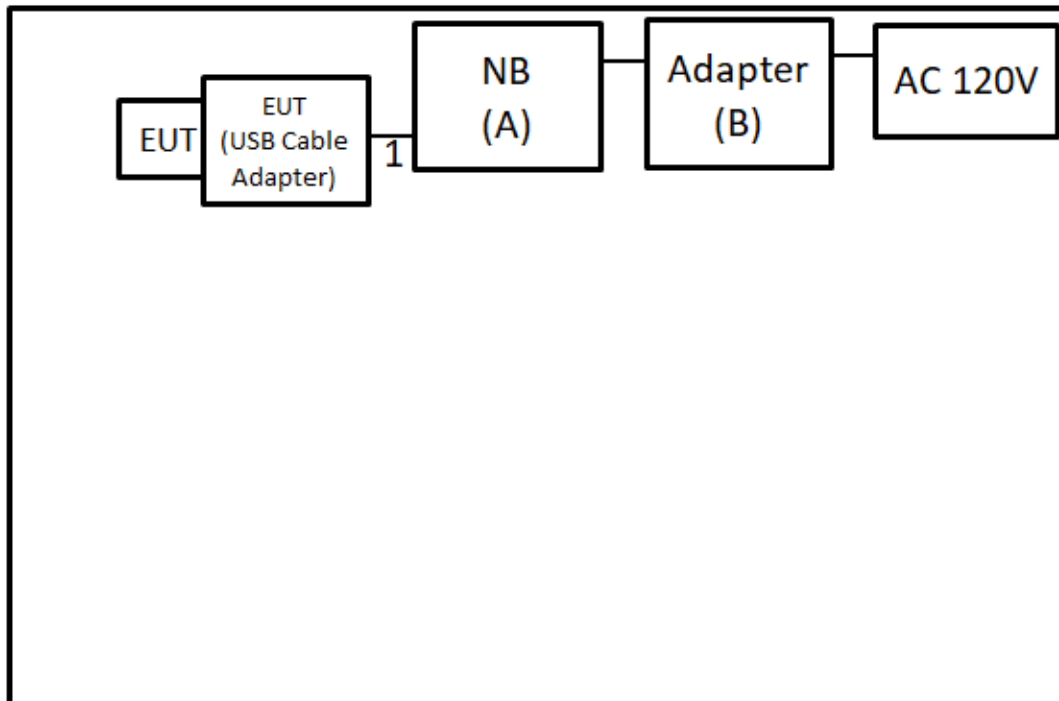 EUT
EUT
(USB Cable
Adapter)
1
NB
(A)
Adapter
(B)
AC 120V